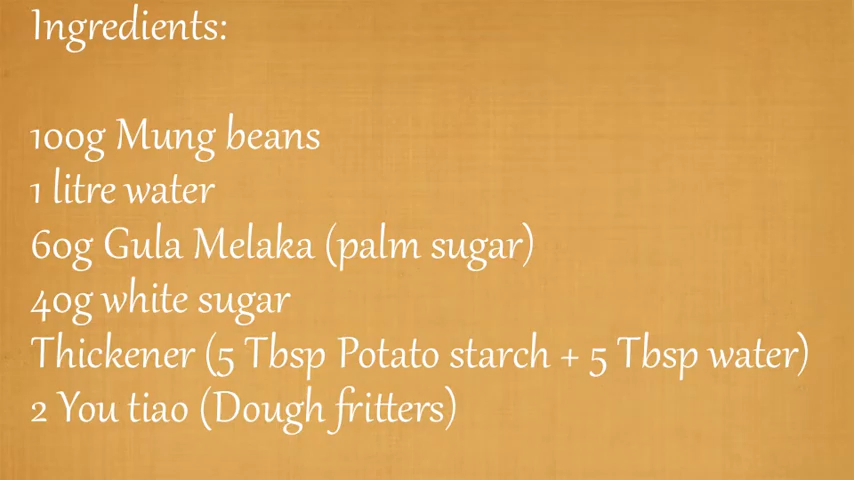 Ingredients:
100g Mung beans
1 litre water
60g Gula Melaka (palm sugar)
40g white sugar
Thickener (5 Tbsp Potato starch + 5 Tbsp water)
2 You tiao (Dough fritters)